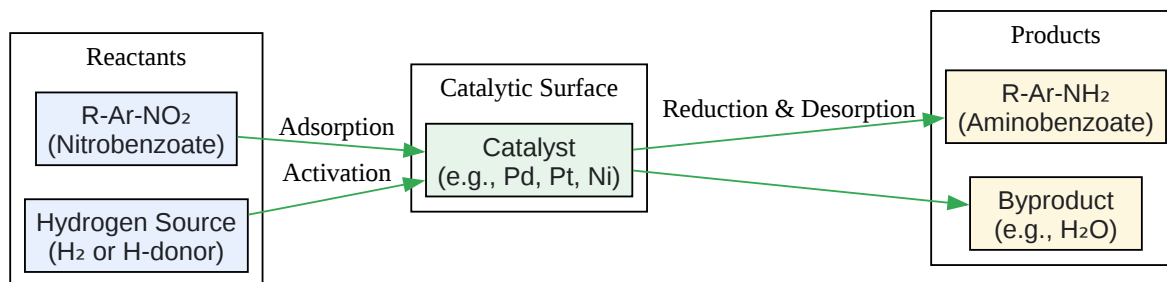 Reactants
R-Ar-NO₂
(Nitrobenzoate)
Hydrogen Source
(H₂ or H-donor)
Adsorption
Activation
Catalytic Surface
Catalyst
(e.g., Pd, Pt, Ni)
Reduction & Desorption
Products
R-Ar-NH₂
(Aminobenzoate)
Byproduct
(e.g., H₂O)